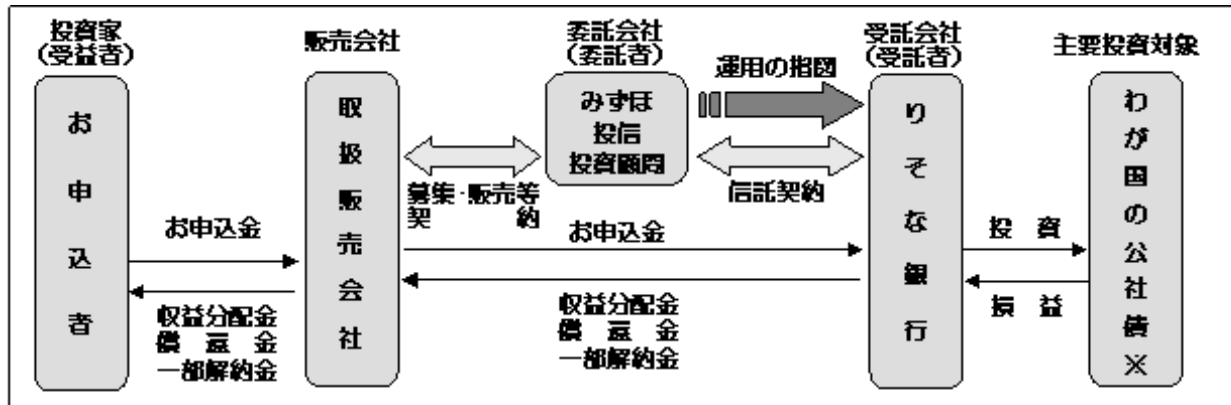 投資家
(受益者)
お申込者
販売会社
取扱販売会社
委託会社
(委託者)
みずほ
投信
投資顧問
運用の指図
受託会社
(受託者)
りそな銀行
主要投資対象
わが国の公社債※
募集・販売等
契約
信託契約
お申込金
お申込金
投資
損益
収益分配金
償還金
一部解約金
収益分配金
償還金
一部解約金